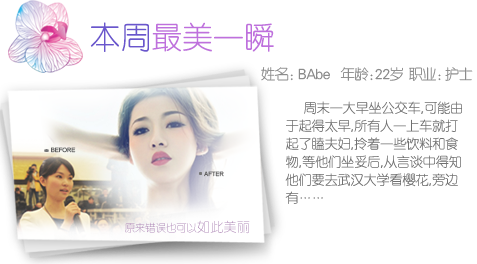 本周最美一瞬
姓名: BAbe 年龄:22岁 职业: 护士
周末一大早坐公交车,可能由
于起得太早,所有人一上车就打
起了瞌夫妇,拎着一些饮料和食
物,等他们坐妥后,从言谈中得知
他们要去武汉大学看樱花,旁边
有……
BEFORE
AFTER
原来错误也可以如此美丽